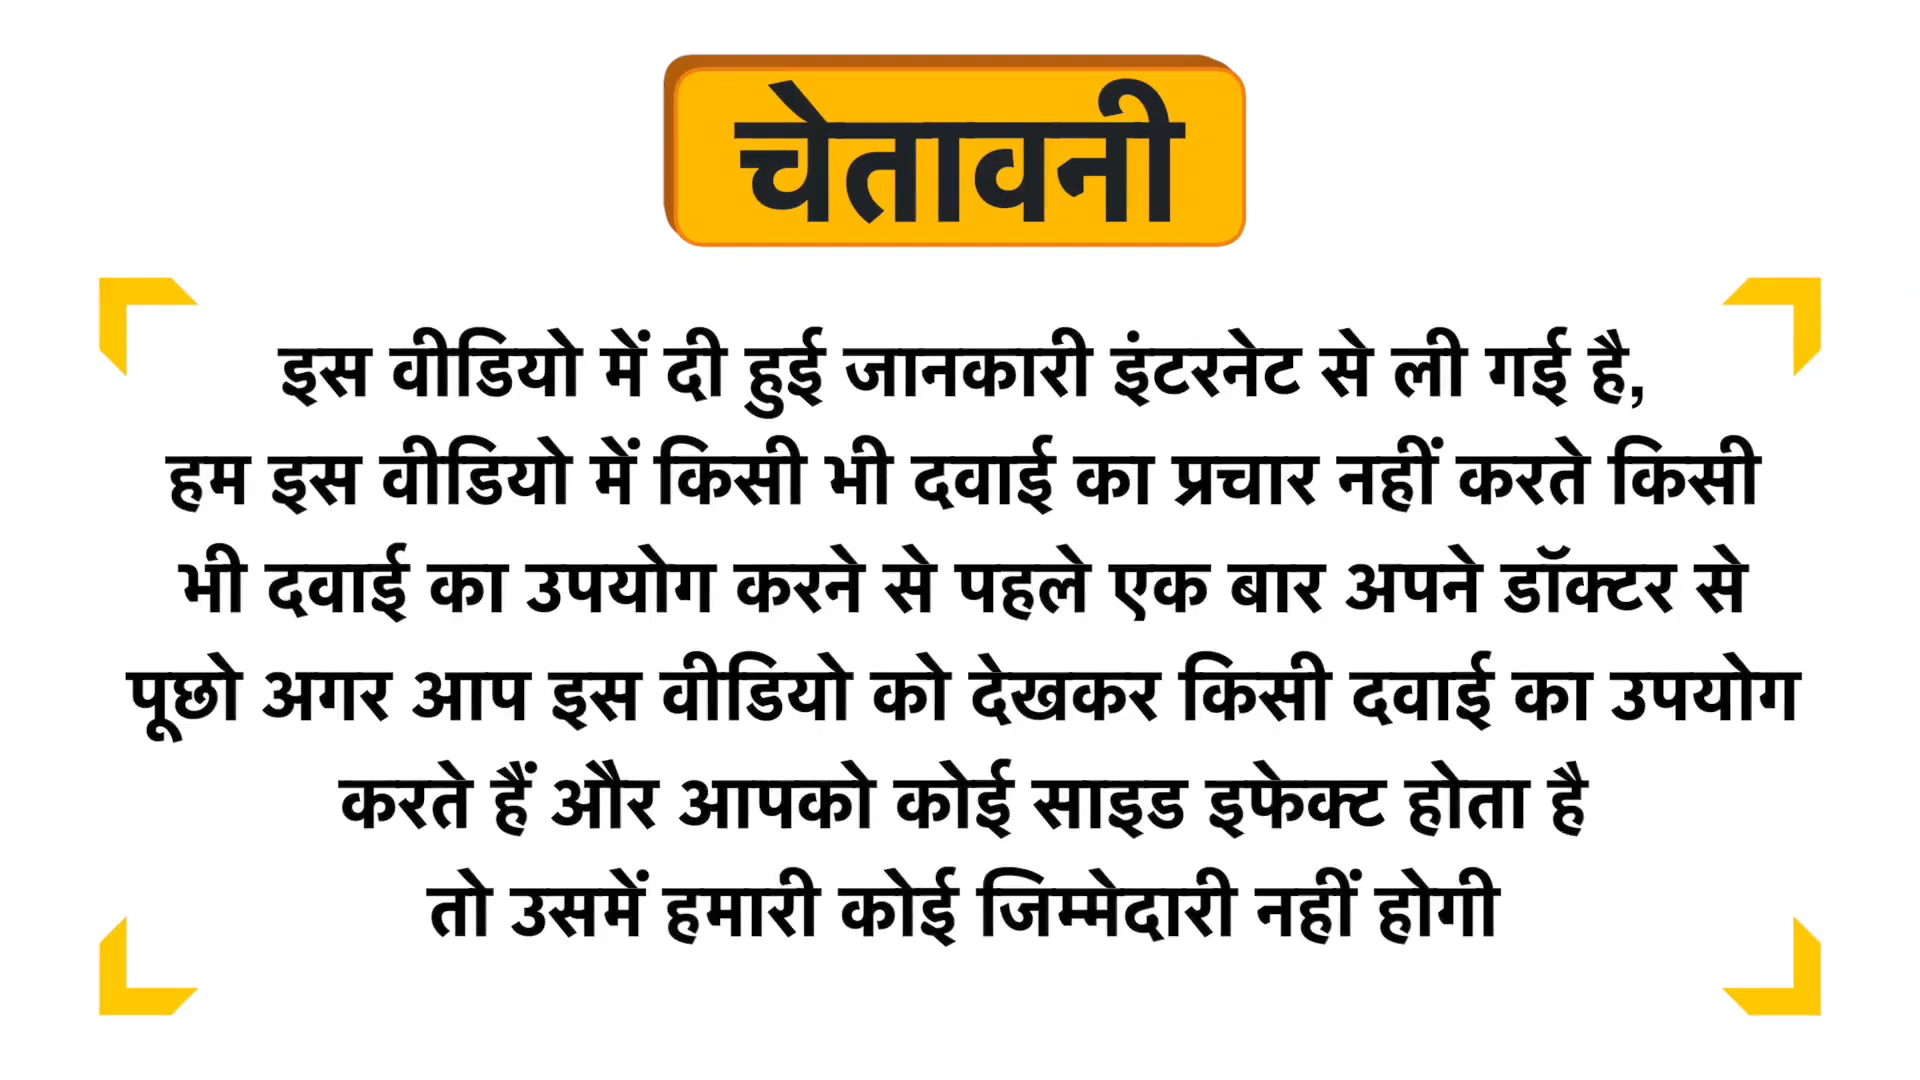 चेतावनी
इस वीडियो में दी हुई जानकारी इंटरनेट से ली गई है,
हम इस वीडियो में किसी भी दवाई का प्रचार नहीं करते किसी
भी दवाई का उपयोग करने से पहले एक बार अपने डॉक्टर से
पूछो अगर आप इस वीडियो को देखकर किसी दवाई का उपयोग
करते हैं और आपको कोई साइड इफेक्ट होता है
तो उसमें हमारी कोई जिम्मेदारी नहीं होगी